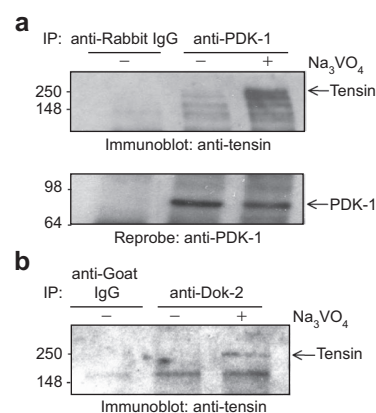 a
IP: anti-Rabbit IgG anti-PDK-1
− − + Na3VO4
250 ←Tensin
148
Immunoblot: anti-tensin
98
←PDK-1
64
Reprobe: anti-PDK-1
b
anti-Goat
IP: IgG anti-Dok-2
− − + Na3VO4
250 ←Tensin
148
Immunoblot: anti-tensin